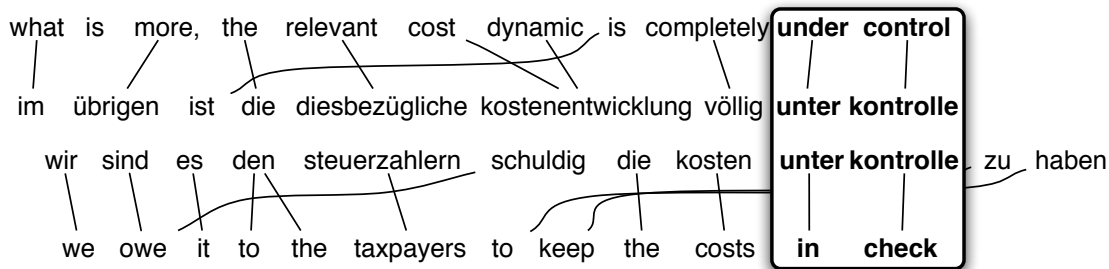 what is more, the relevant cost dynamic is completely under control
im übrigen ist die diesbezügliche kostenentwicklung völlig unter kontrolle
wir sind es den steuerzahlern schuldig die kosten unter kontrolle zu haben
we owe it to the taxpayers to keep the costs in check